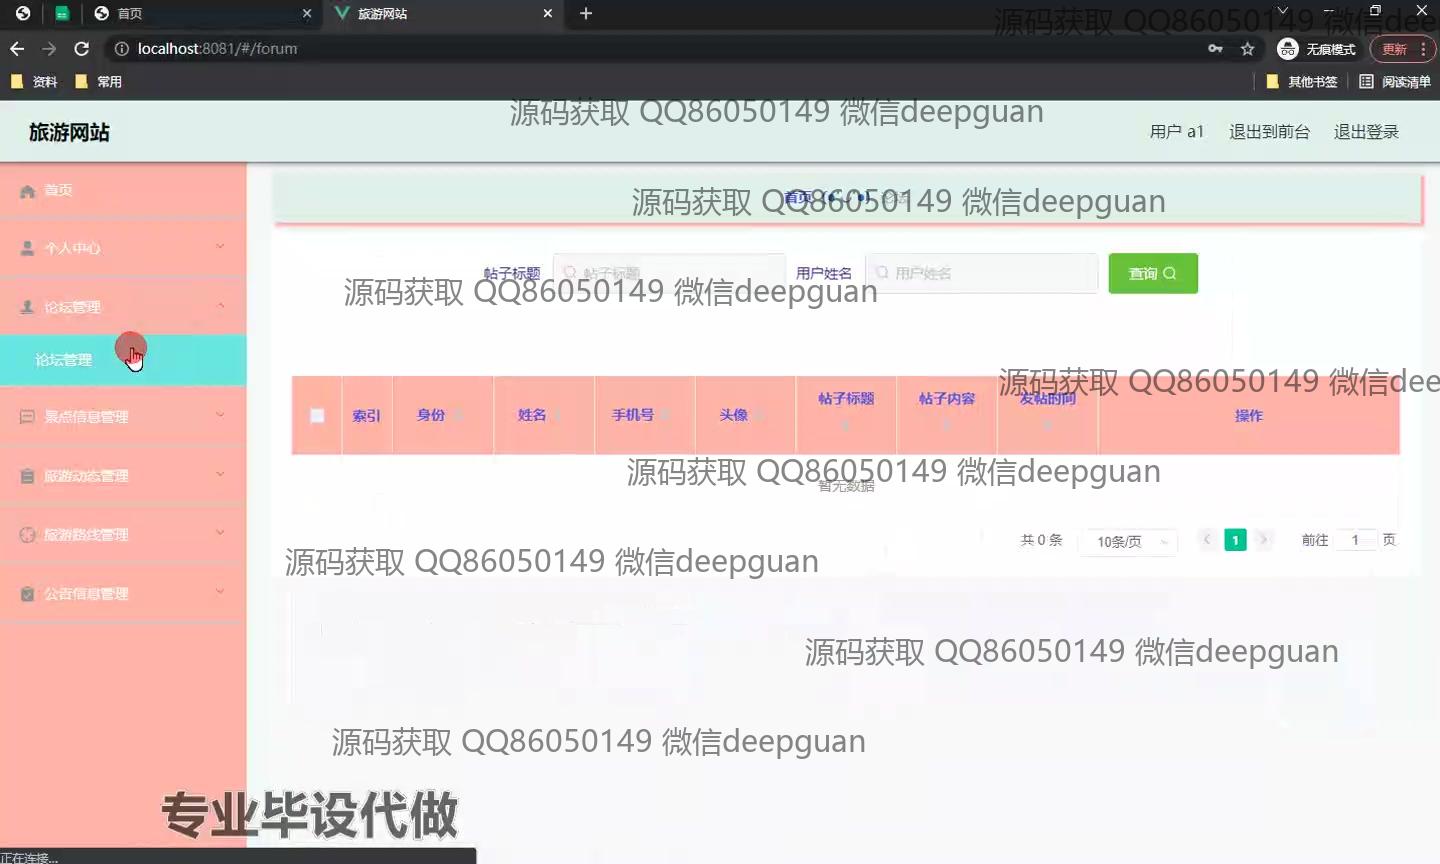 首页
旅游网站
源码获取 QQ86050149 微信dee
localhost:8081/#/forum
无痕模式
更新
资料
常用
其他书签
阅读清单
源码获取 QQ86050149 微信deepguan
旅游网站
用户 a1
退出到前台
退出登录
首页
个人中心
论坛管理
论坛管理
景点信息管理
旅游动态管理
旅游路线管理
公告信息管理
首页
源码获取 QQ86050149 微信deepguan
帖子标题
帖子标题
用户姓名
用户姓名
查询
源码获取 QQ86050149 微信deepguan
源码获取 QQ86050149 微信dee
索引
身份
姓名
手机号
头像
帖子标题
帖子内容
发帖时间
操作
源码获取 QQ86050149 微信deepguan
暂无数据
共 0 条
10条/页
1
前往
1
页
源码获取 QQ86050149 微信deepguan
源码获取 QQ86050149 微信deepguan
源码获取 QQ86050149 微信deepguan
专业毕设代做
正在连接...